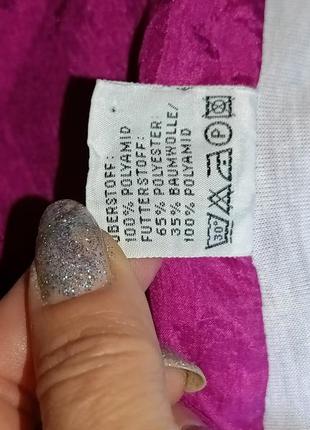 OBERSTOFF:
100% POLYAMID
FUTTERSTOFF:
65% POLYESTER
35% BAUMWOLLE/
100% POLYAMID
30°
P